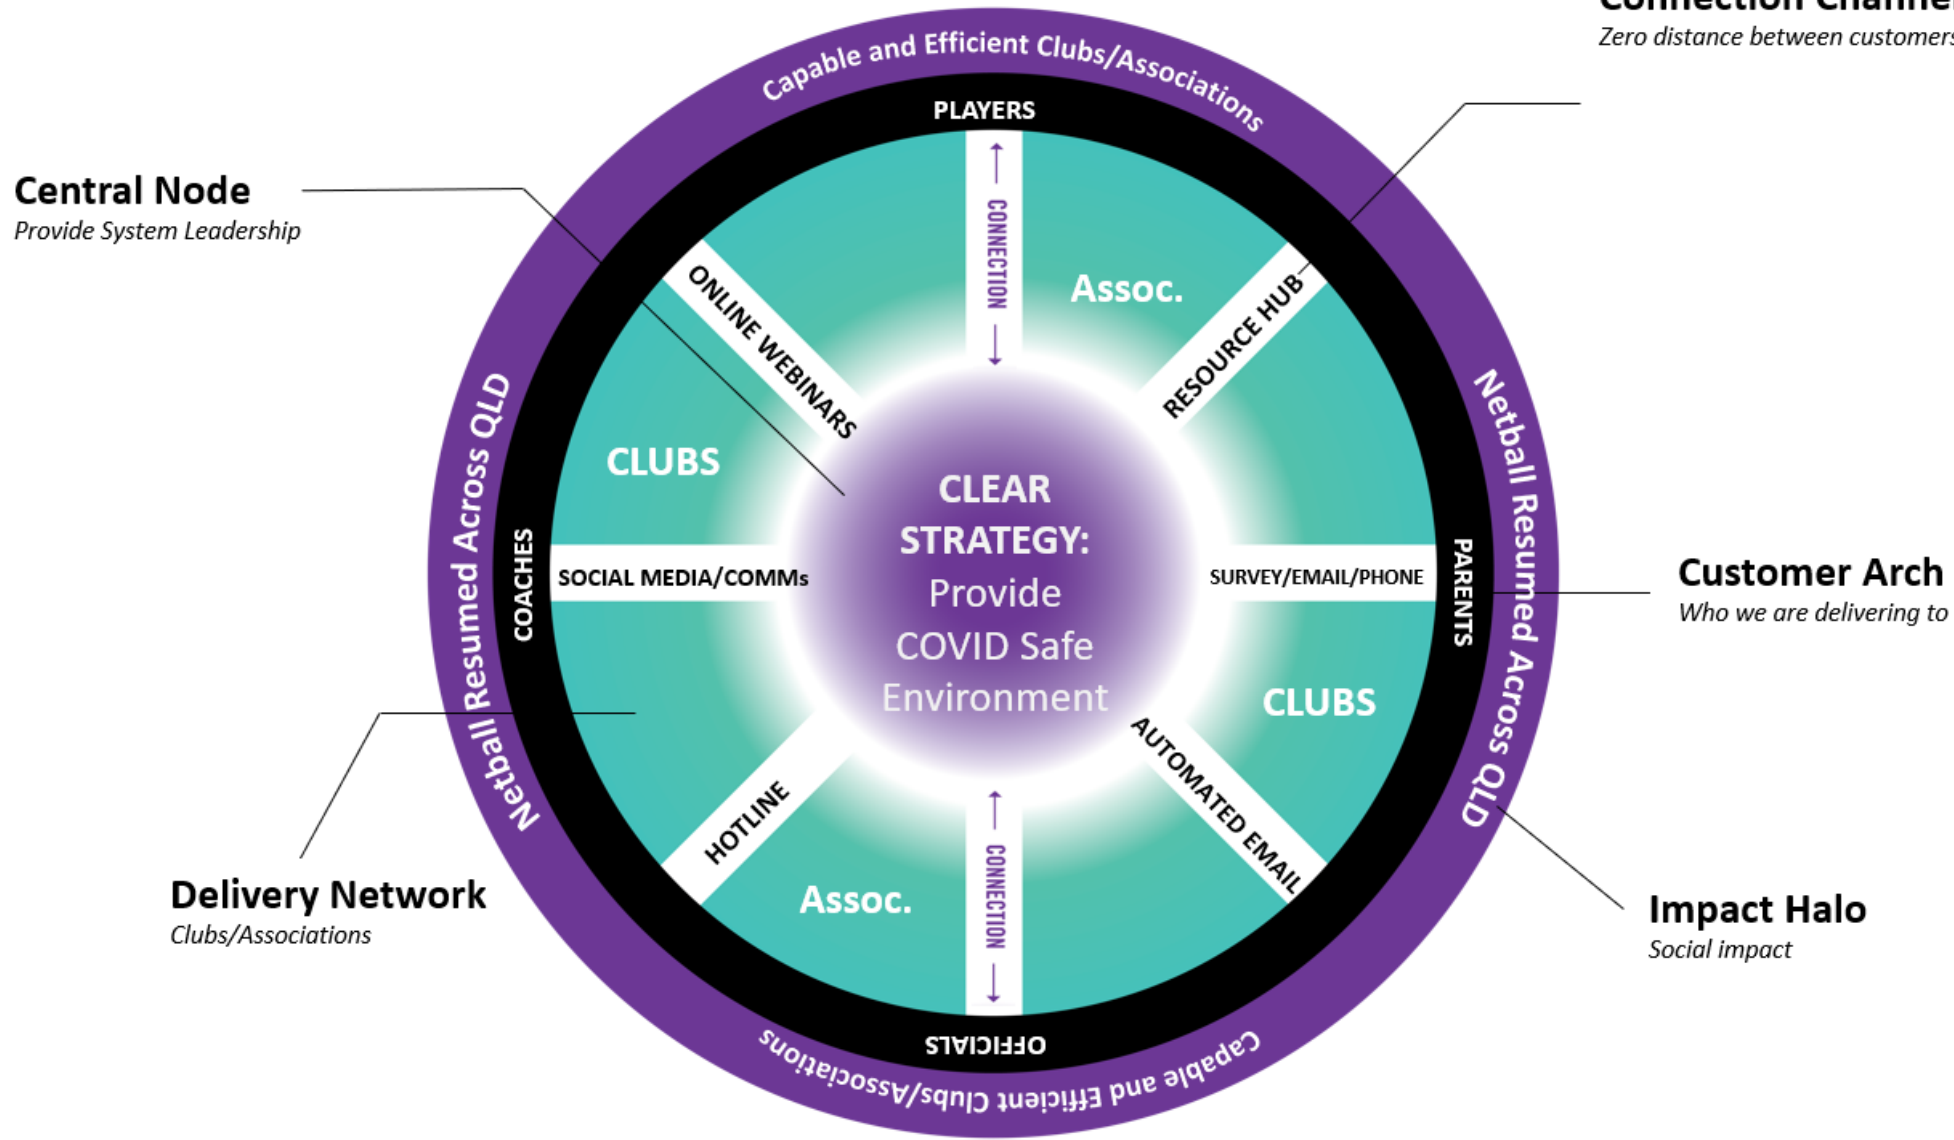 Connection Channe
Zero distance between customers
Capable and Efficient Clubs/Associations
PLAYERS
Central Node
Provide System Leadership
CONNECTION
Assoc.
ONLINE WEBINARS
RESOURCE HUB
CLUBS
Netball Resumed Across QLD
Netball Resumed Across QLD
CLEAR
STRATEGY:
Provide
COVID Safe
Environment
COACHES
SOCIAL MEDIA/COMMs
SURVEY/EMAIL/PHONE
PARENTS
Customer Arch
Who we are delivering to
CLUBS
AUTOMATED EMAIL
HOTLINE
CONNECTION
Assoc.
Delivery Network
Clubs/Associations
Impact Halo
Social impact
OFFICIALS
Capable and Efficient Clubs/Associations